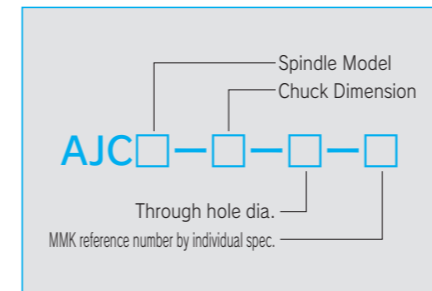 Spindle Model
Chuck Dimension
AJC□-□-□-□
Through hole dia.
MMK reference number by individual spec.